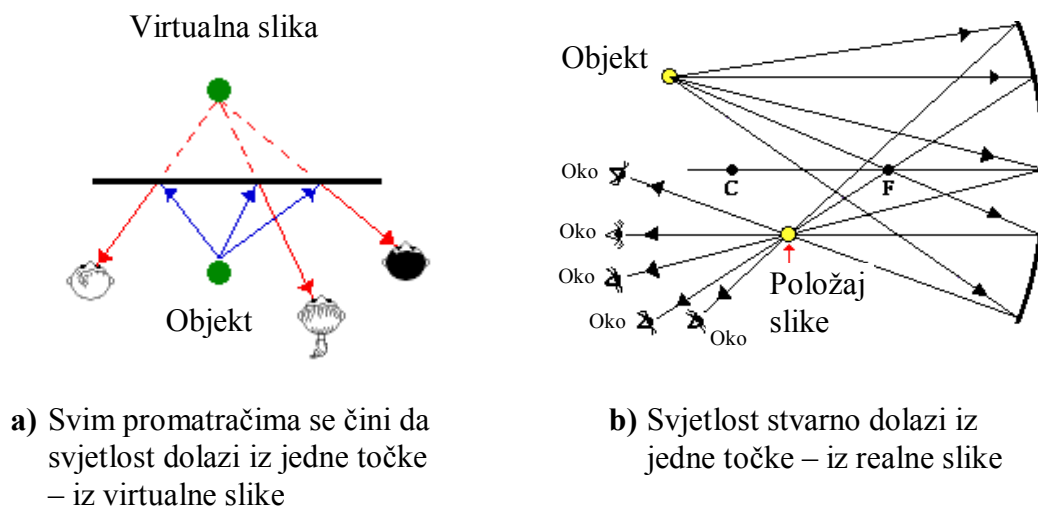 Virtualna slika
Objekt
a) Svim promatračima se čini da
svjetlost dolazi iz jedne točke
– iz virtualne slike
Objekt
Oko
C
F
Oko
Oko
Oko
Oko
Položaj
slike
b) Svjetlost stvarno dolazi iz
jedne točke – iz realne slike